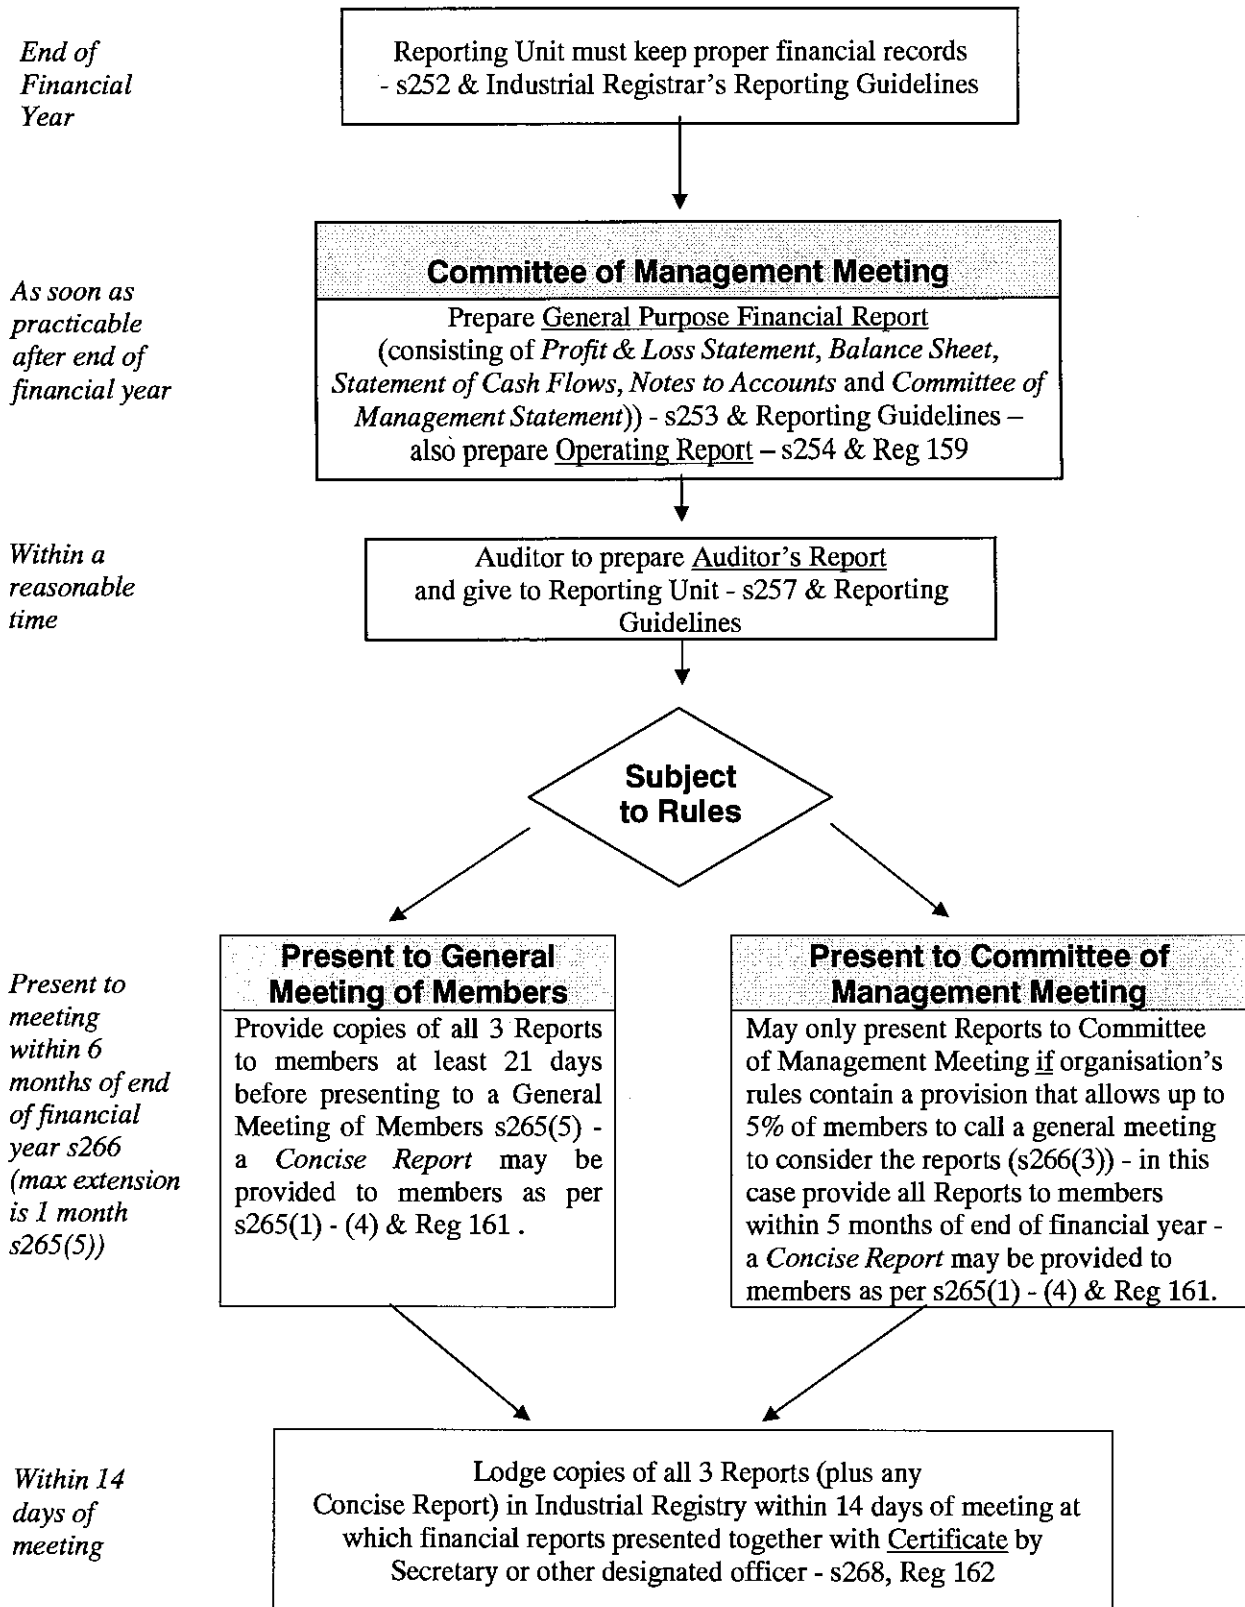 End of
Financial
Year
Reporting Unit must keep proper financial records
- s252 & Industrial Registrar's Reporting Guidelines
As soon as
practicable
after end of
financial year
Committee of Management Meeting
Prepare General Purpose Financial Report
(consisting of Profit & Loss Statement, Balance Sheet,
Statement of Cash Flows, Notes to Accounts and Committee of
Management Statement)) - s253 & Reporting Guidelines –
also prepare Operating Report – s254 & Reg 159
Within a
reasonable
time
Auditor to prepare Auditor's Report
and give to Reporting Unit - s257 & Reporting
Guidelines
Subject
to Rules
Present to
meeting
within 6
months of end
of financial
year s266
(max extension
is 1 month
s265(5))
Present to General
Meeting of Members
Provide copies of all 3 Reports
to members at least 21 days
before presenting to a General
Meeting of Members s265(5) -
a Concise Report may be
provided to members as per
s265(1) - (4) & Reg 161 .
Present to Committee of
Management Meeting
May only present Reports to Committee
of Management Meeting if organisation's
rules contain a provision that allows up to
5% of members to call a general meeting
to consider the reports (s266(3)) - in this
case provide all Reports to members
within 5 months of end of financial year -
a Concise Report may be provided to
members as per s265(1) - (4) & Reg 161.
Within 14
days of
meeting
Lodge copies of all 3 Reports (plus any
Concise Report) in Industrial Registry within 14 days of meeting at
which financial reports presented together with Certificate by
Secretary or other designated officer - s268, Reg 162